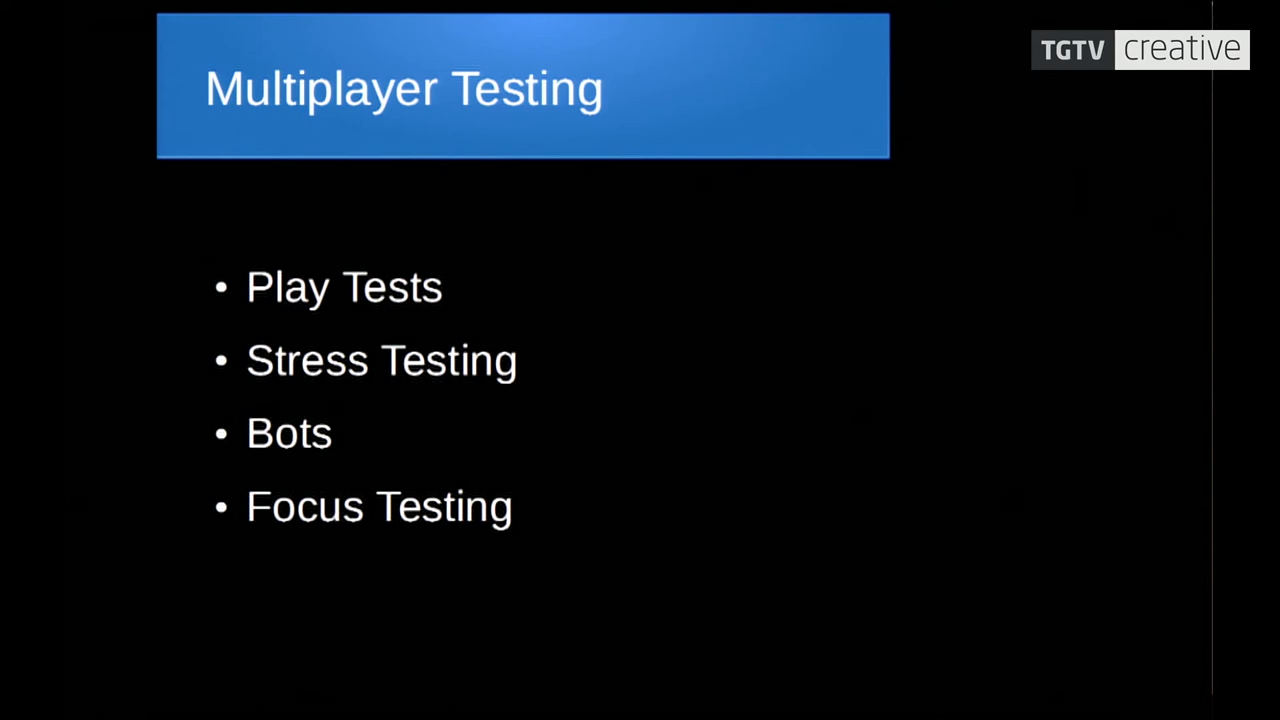 TGTV creative
Multiplayer Testing
• Play Tests
• Stress Testing
• Bots
• Focus Testing